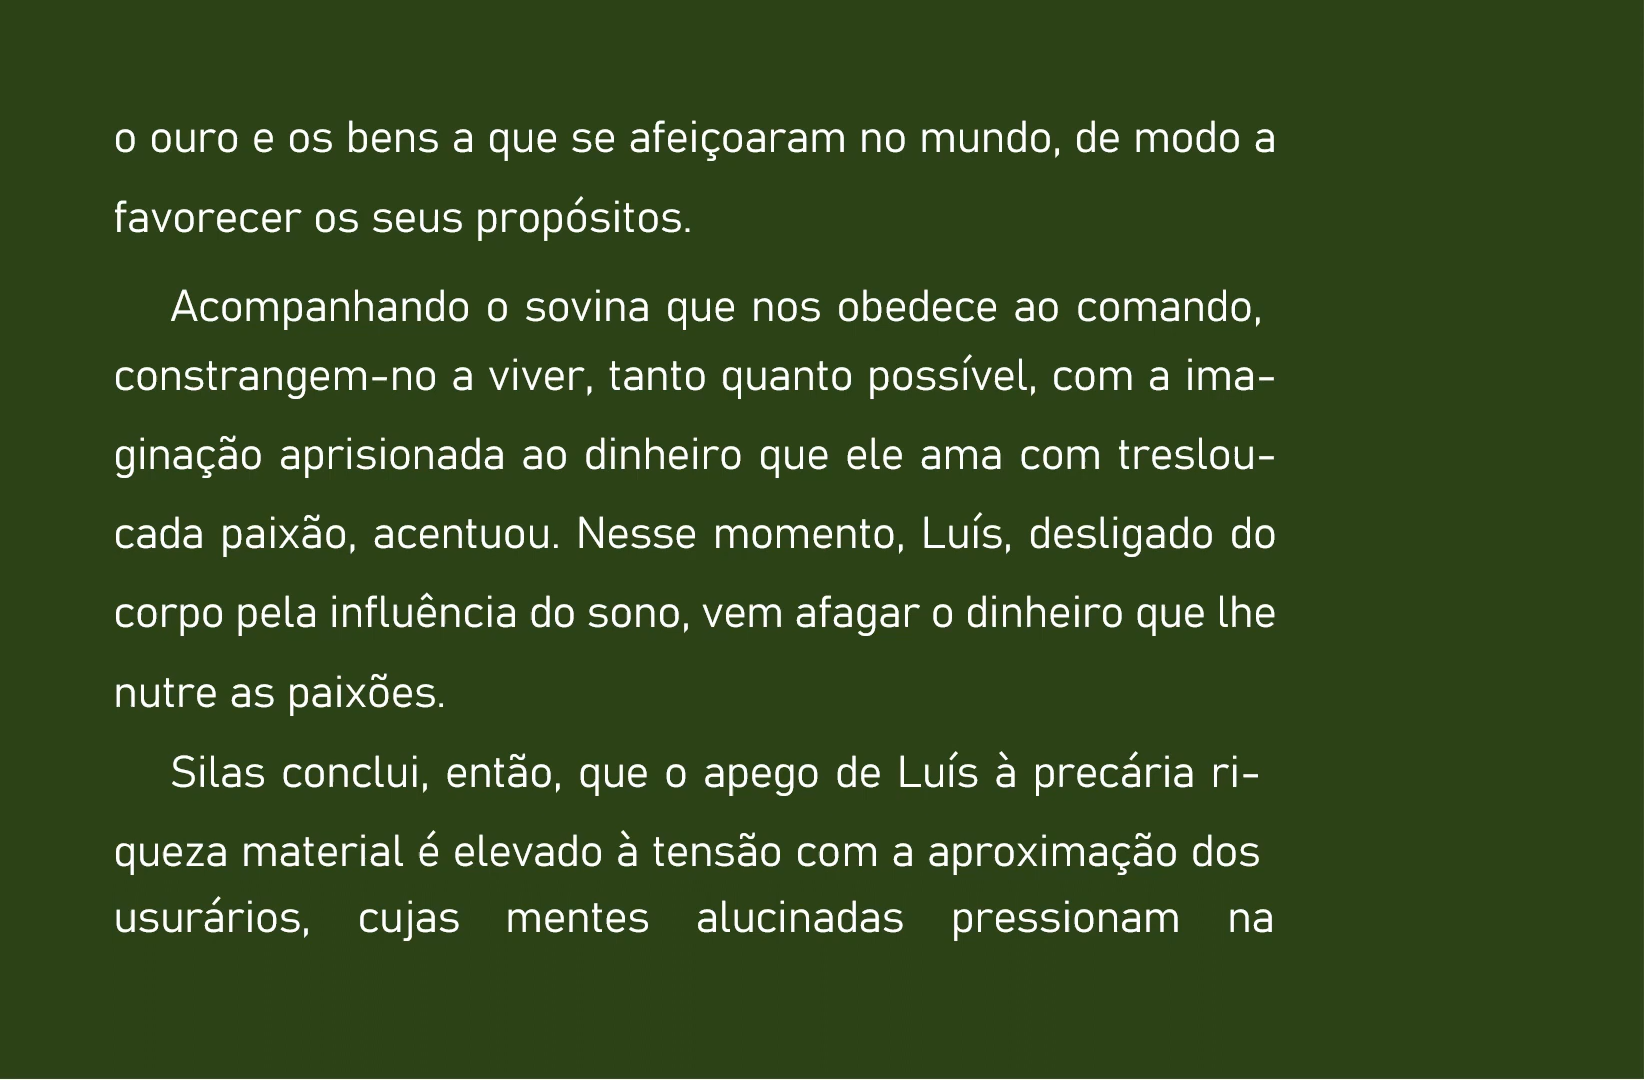 o ouro e os bens a que se afeiçoaram no mundo, de modo a
favorecer os seus propósitos.
Acompanhando o sovina que nos obedece ao comando,
constrangem-no a viver, tanto quanto possível, com a ima-
ginação aprisionada ao dinheiro que ele ama com treslou-
cada paixão, acentuou. Nesse momento, Luís, desligado do
corpo pela influência do sono, vem afagar o dinheiro que lhe
nutre as paixões.
Silas conclui, então, que o apego de Luís à precária ri-
queza material é elevado à tensão com a aproximação dos
usurários, cujas mentes alucinadas pressionam na